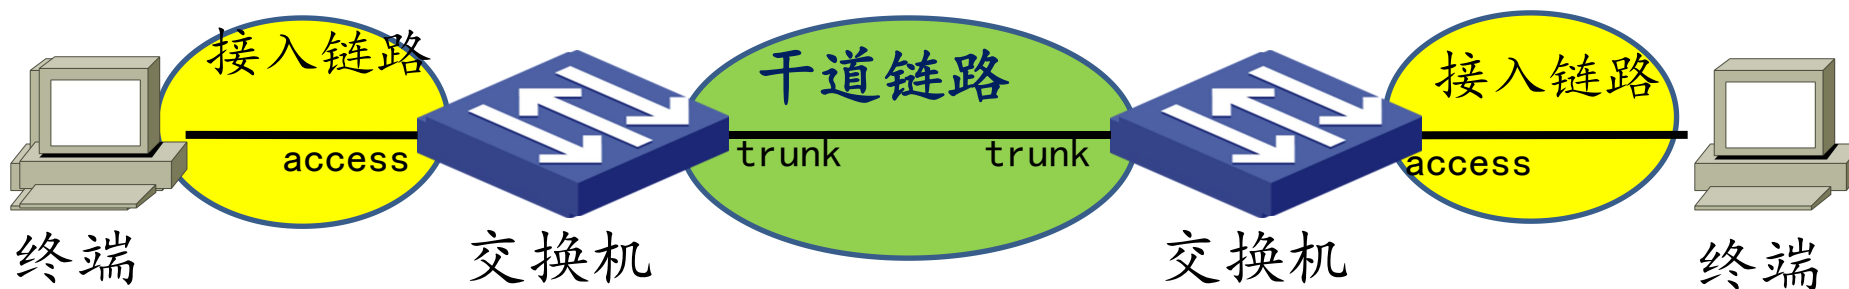 接入链路
干道链路
接入链路
access
trunk
trunk
access
终端
交换机
交换机
终端